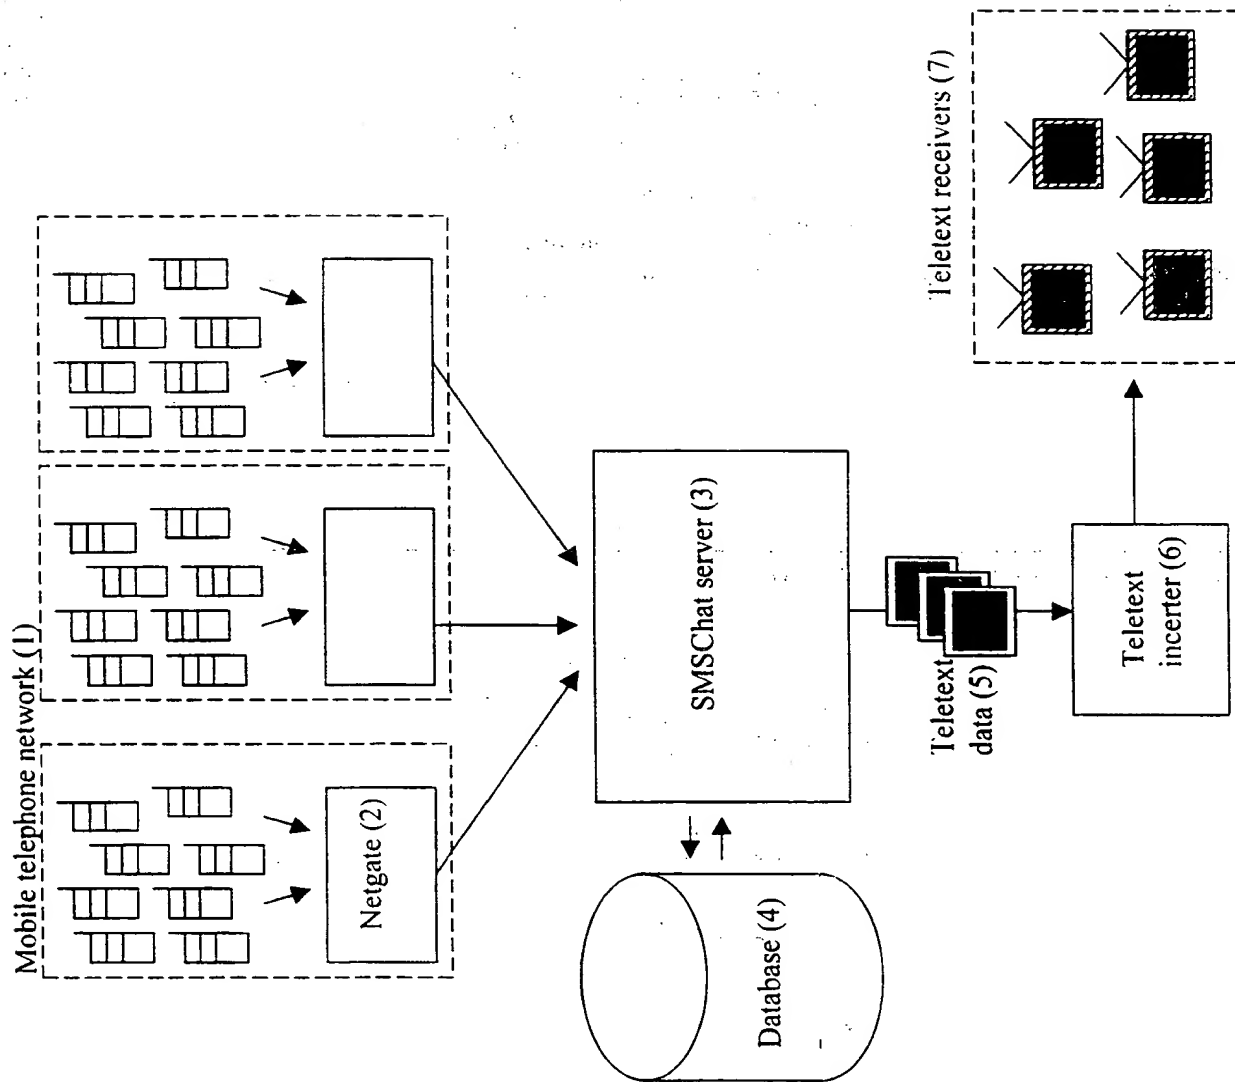 Mobile telephone network (1)
Netgate (2)
SMSChat server (3)
Database (4)
Teletext
data (5)
Teletext
incerter (6)
Teletext receivers (7)